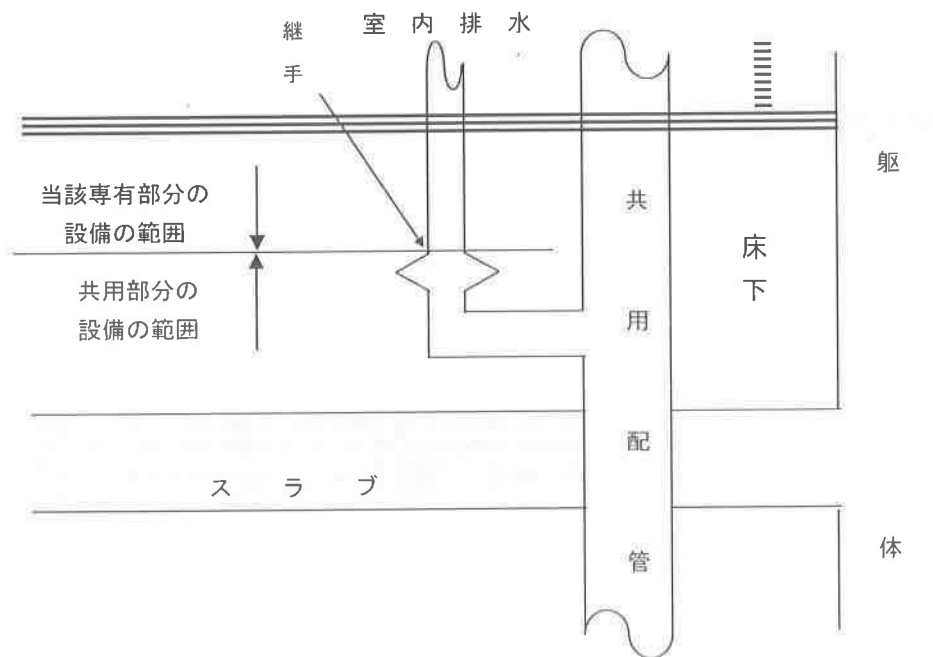 室内排水
継手
当該専有部分の
設備の範囲
共用部分の
設備の範囲
共用配管
床下
躯体
スラブ